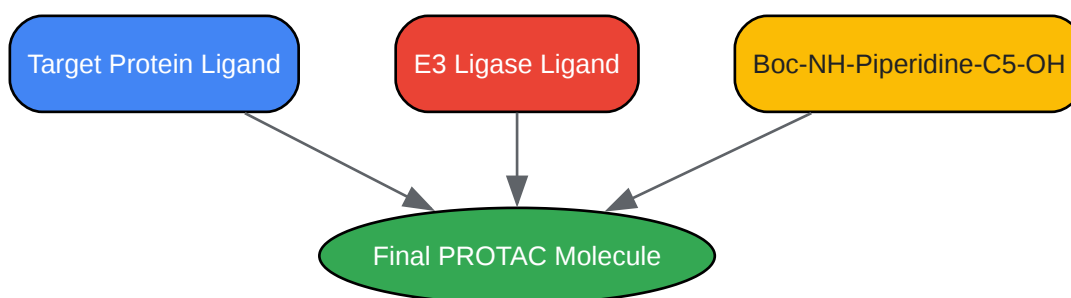 Target Protein Ligand
E3 Ligase Ligand
Boc-NH-Piperidine-C5-OH
Final PROTAC Molecule